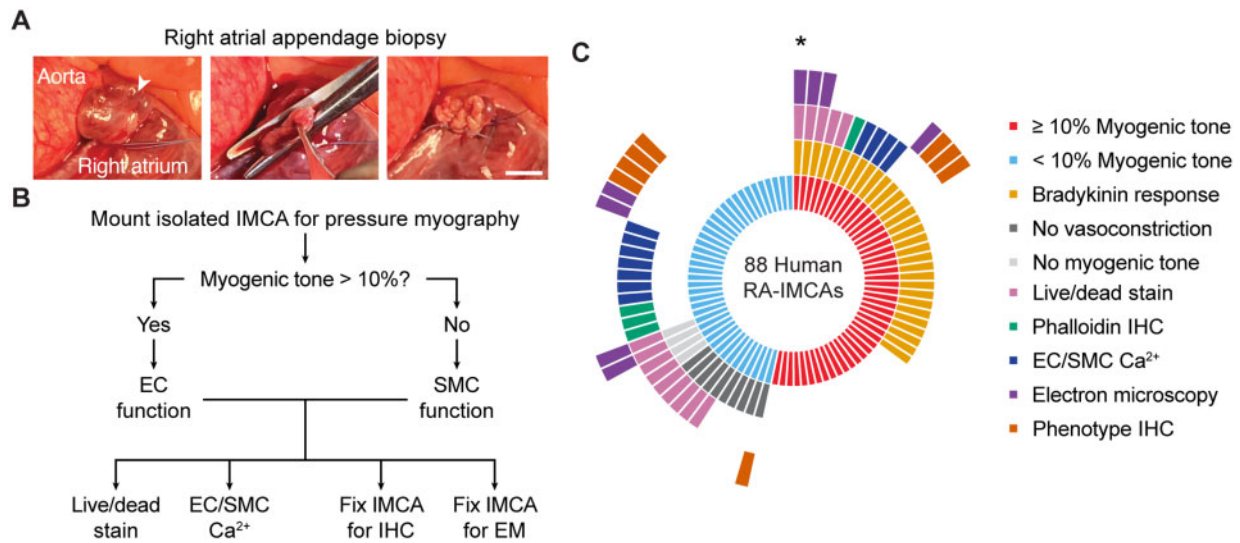 A
Right atrial appendage biopsy
Aorta
Right atrium
B
Mount isolated IMCA for pressure myography
Myogenic tone > 10%?
Yes
No
EC
function
SMC
function
Live/dead
stain
EC/SMC
Ca²⁺
Fix IMCA
for IHC
Fix IMCA
for EM
C
*
88 Human
RA-IMCAs
≥ 10% Myogenic tone
< 10% Myogenic tone
Bradykinin response
No vasoconstriction
No myogenic tone
Live/dead stain
Phalloidin IHC
EC/SMC Ca²⁺
Electron microscopy
Phenotype IHC